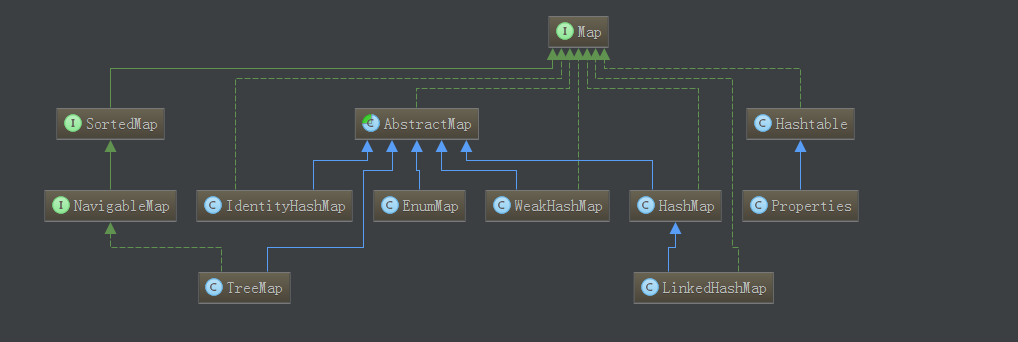 I Map
I SortedMap
C AbstractMap
C Hashtable
I NavigableMap
C IdentityHashMap
C EnumMap
C WeakHashMap
C HashMap
C Properties
C TreeMap
C LinkedHashMap